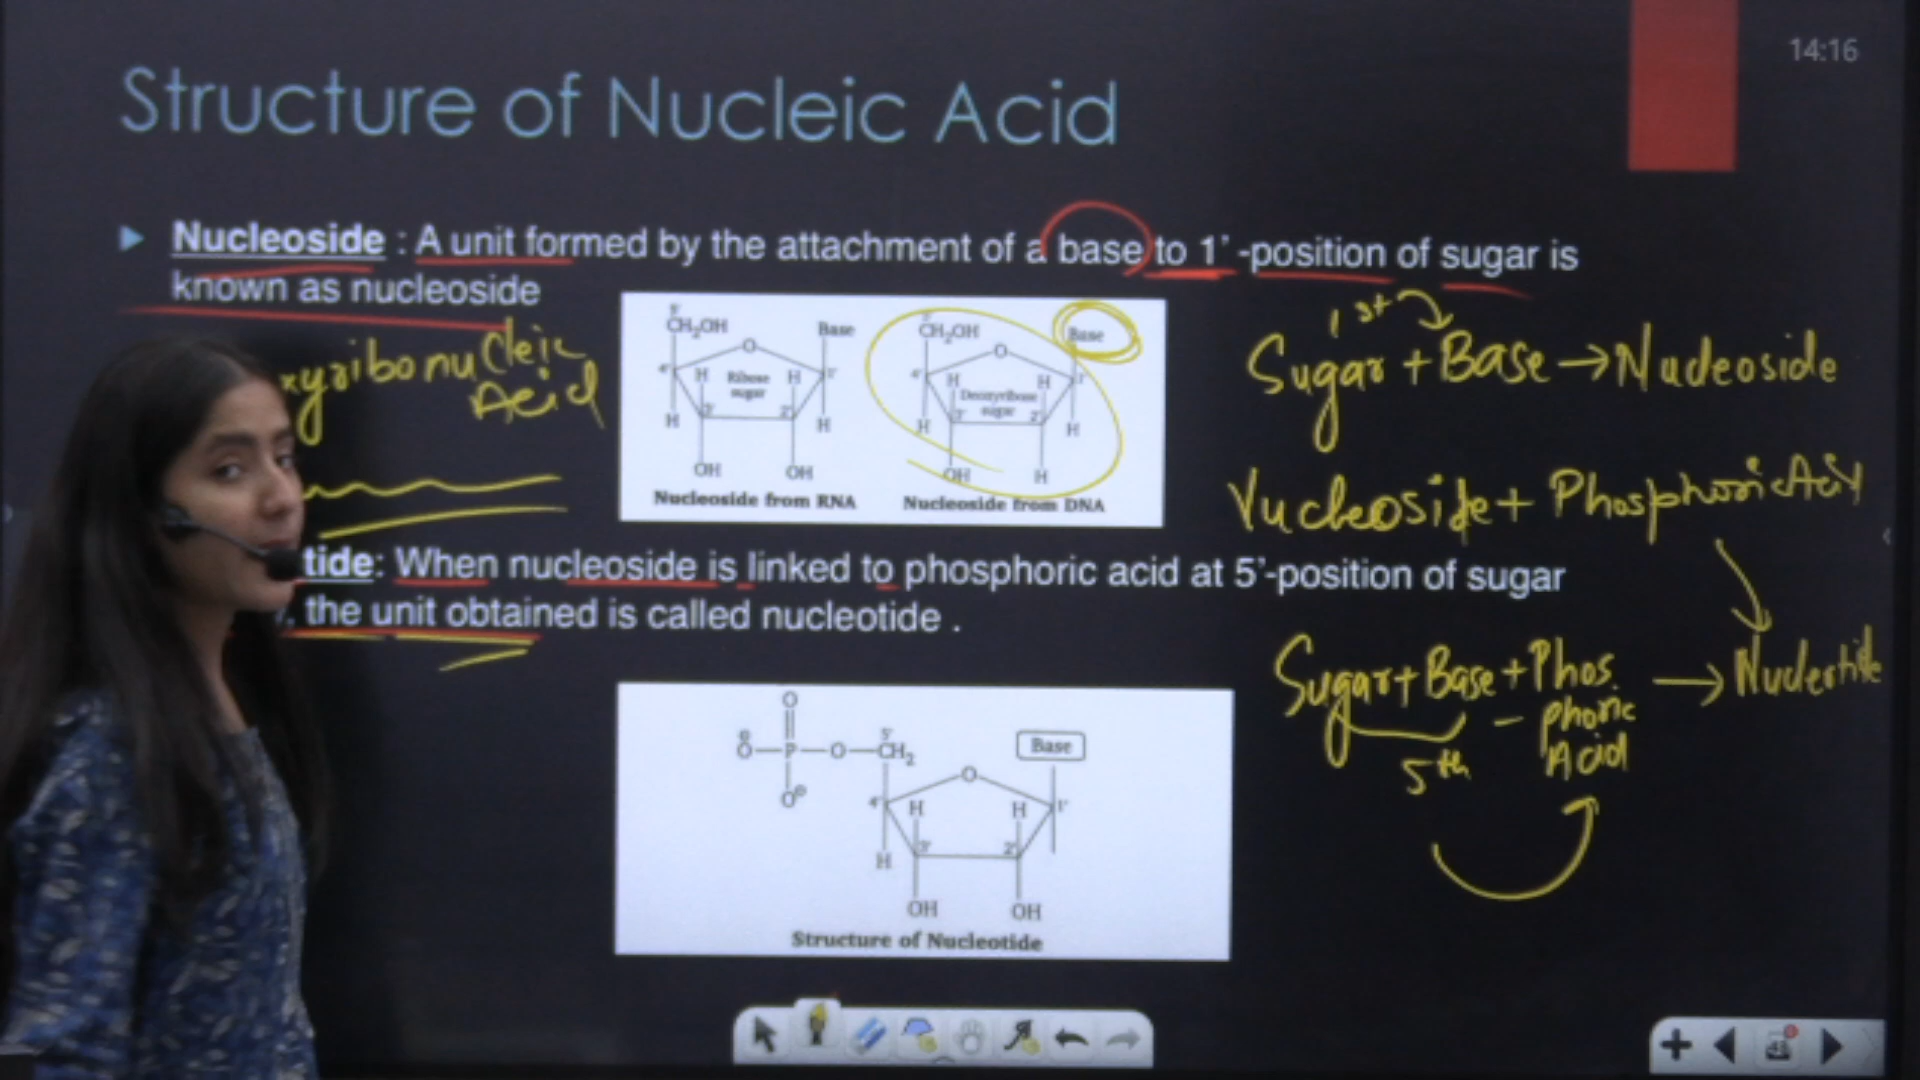 14:16
Structure of Nucleic Acid
Nucleoside : A unit formed by the attachment of a base to 1' -position of sugar is
known as nucleoside
xyribonucleic
Acid
5'
CH₂OH
Base
O
4'
H
Ribose
sugar
H
1'
3'
2'
H
H
OH
OH
Nucleoside from RNA
CH₂OH
Base
O
4'
H
H
1'
Deoxyribose
sugar
3'
2'
H
H
OH
H
Nucleoside from DNA
1st
Sugar + Base → Nucleoside
Nucleoside + Phosphoric Acid
tide: When nucleoside is linked to phosphoric acid at 5'-position of sugar
, the unit obtained is called nucleotide .
Sugar + Base + Phos. → Nucleotide
5th – phoric
Acid
O
O—P—O—CH₂
5'
Base
O⊖
O
4'
H
H
1'
3'
2'
H
OH
OH
Structure of Nucleotide
43